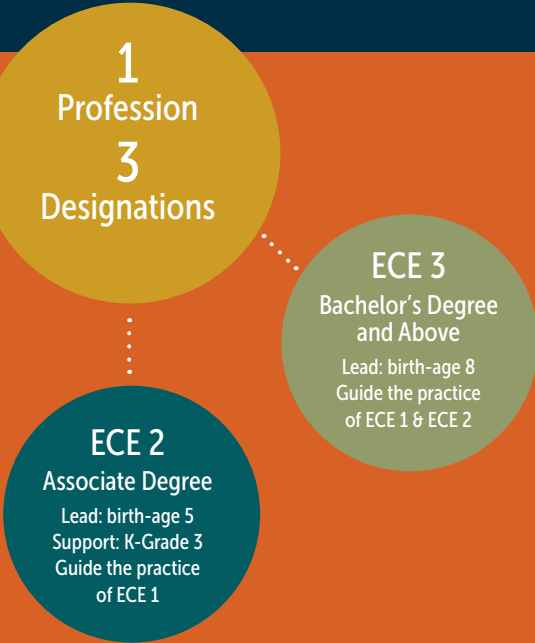 1
Profession
3
Designations
ECE 3
Bachelor’s Degree
and Above
Lead: birth-age 8
Guide the practice
of ECE 1 & ECE 2
ECE 2
Associate Degree
Lead: birth-age 5
Support: K-Grade 3
Guide the practice
of ECE 1